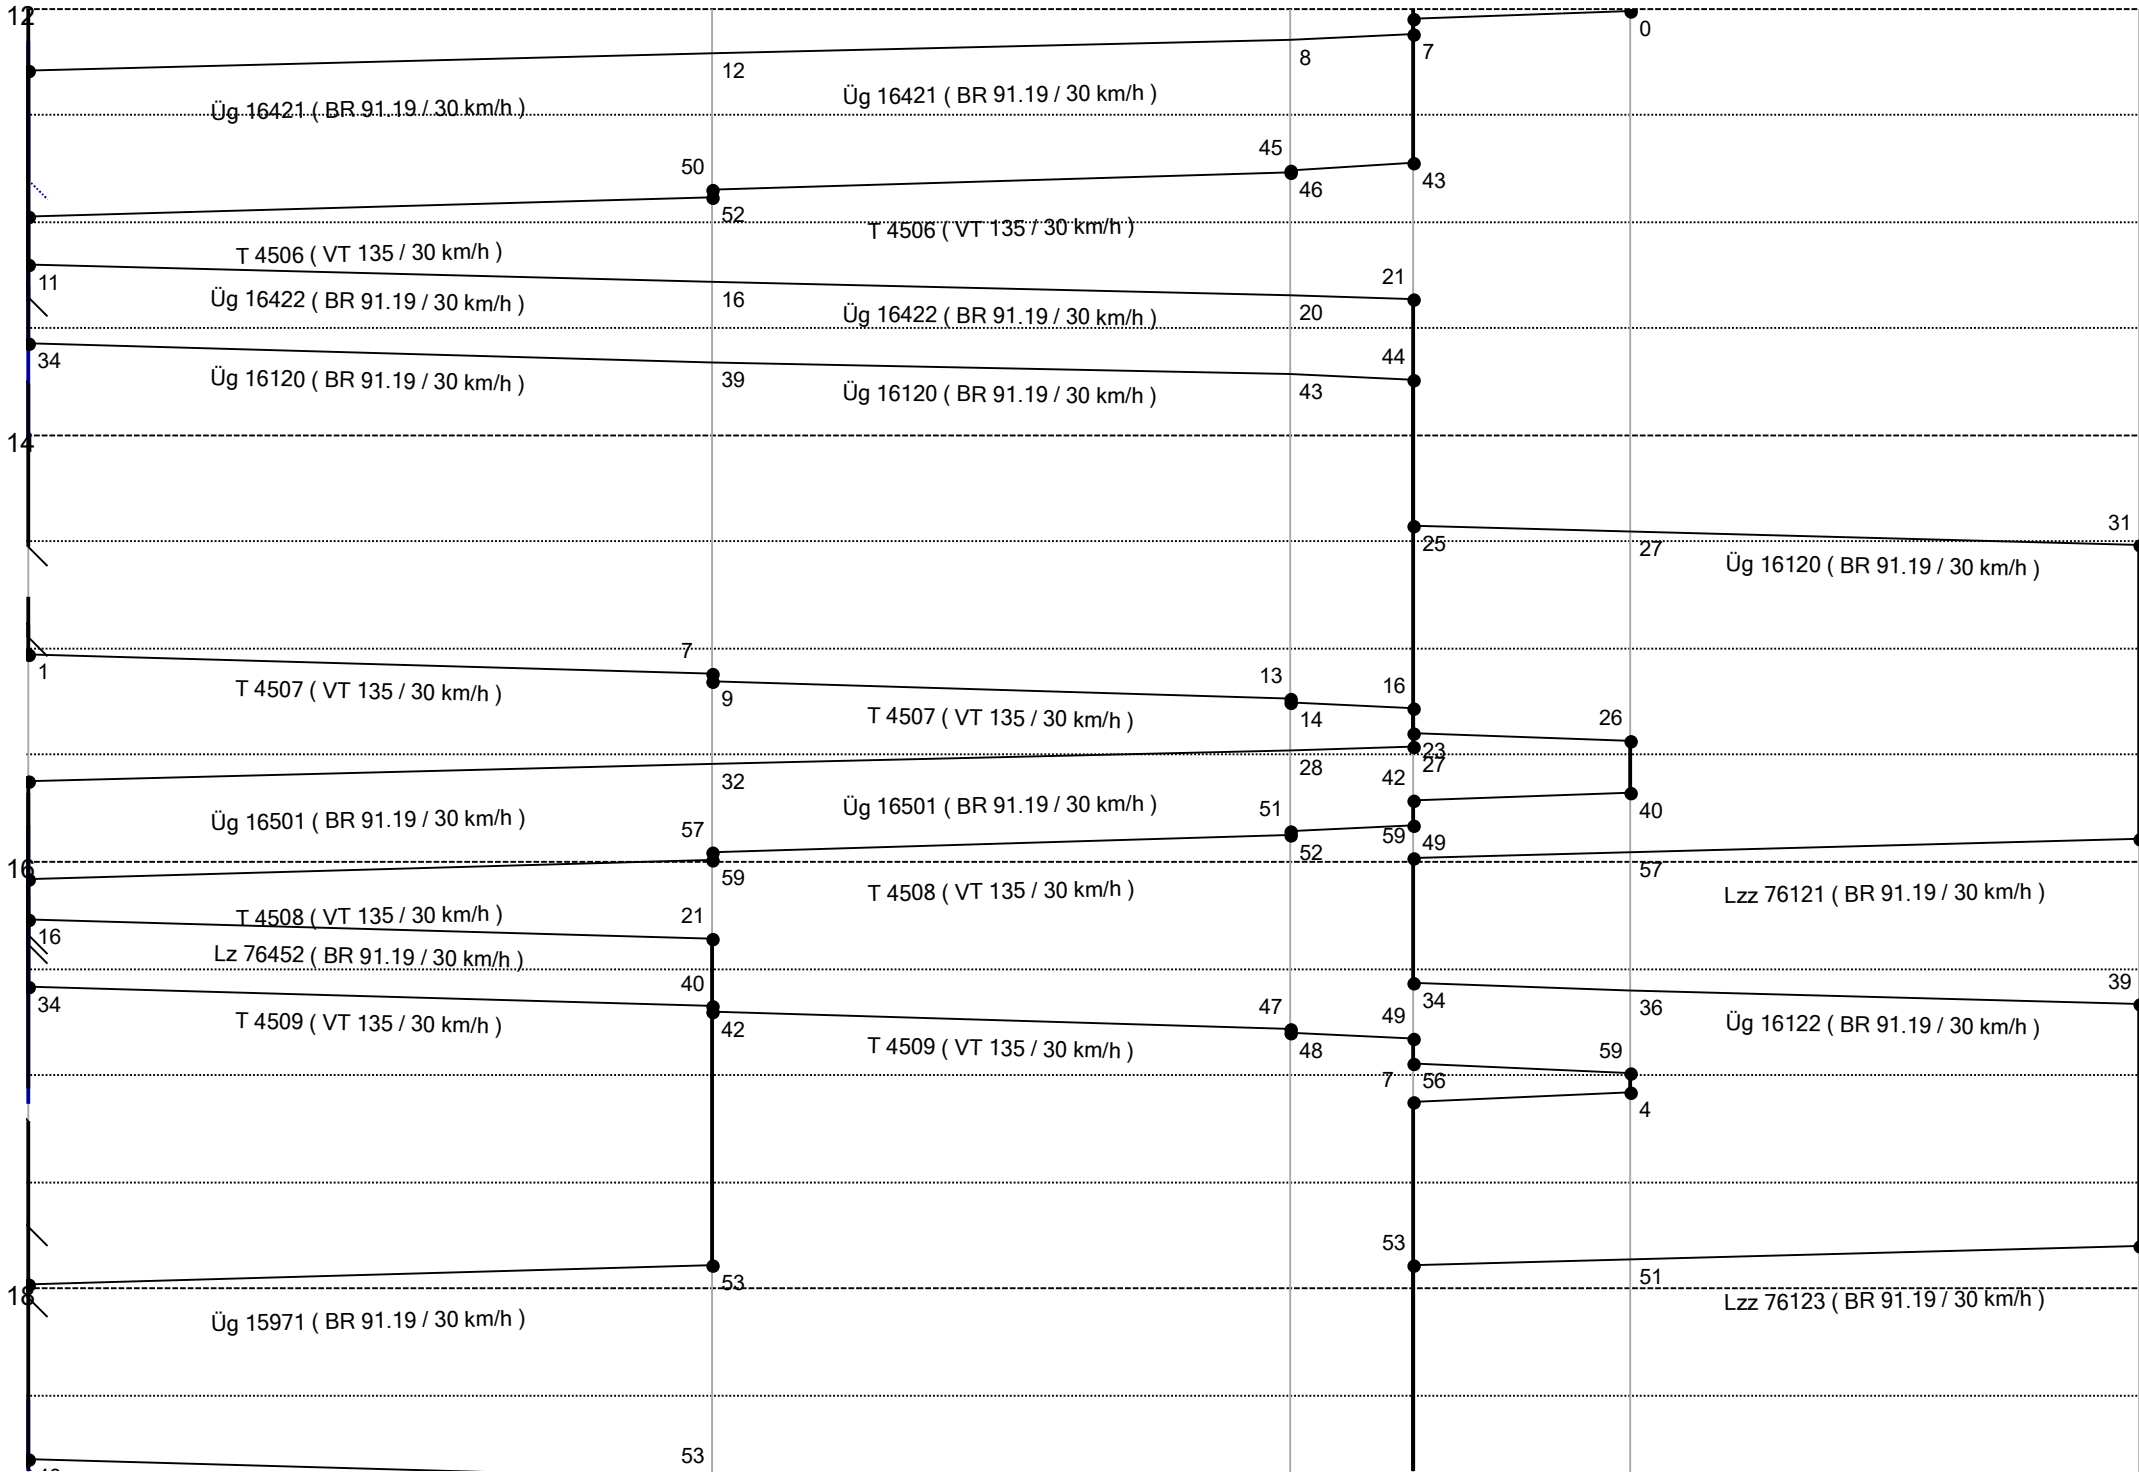 12
0
7
8
12
Üg 16421 ( BR 91.19 / 30 km/h )
Üg 16421 ( BR 91.19 / 30 km/h )
45
50
46
43
52
T 4506 ( VT 135 / 30 km/h )
T 4506 ( VT 135 / 30 km/h )
21
11
16
20
Üg 16422 ( BR 91.19 / 30 km/h )
Üg 16422 ( BR 91.19 / 30 km/h )
44
34
39
43
Üg 16120 ( BR 91.19 / 30 km/h )
Üg 16120 ( BR 91.19 / 30 km/h )
14
31
25
27
Üg 16120 ( BR 91.19 / 30 km/h )
7
1
13
16
T 4507 ( VT 135 / 30 km/h )
9
T 4507 ( VT 135 / 30 km/h )
14
26
23
27
28
32
42
Üg 16501 ( BR 91.19 / 30 km/h )
Üg 16501 ( BR 91.19 / 30 km/h )
51
40
57
59
49
52
16
59
57
T 4508 ( VT 135 / 30 km/h )
Lzz 76121 ( BR 91.19 / 30 km/h )
T 4508 ( VT 135 / 30 km/h )
21
16
Lz 76452 ( BR 91.19 / 30 km/h )
40
39
34
47
34
36
49
T 4509 ( VT 135 / 30 km/h )
42
T 4509 ( VT 135 / 30 km/h )
48
Üg 16122 ( BR 91.19 / 30 km/h )
59
7
56
4
53
53
51
18
Üg 15971 ( BR 91.19 / 30 km/h )
Lzz 76123 ( BR 91.19 / 30 km/h )
53